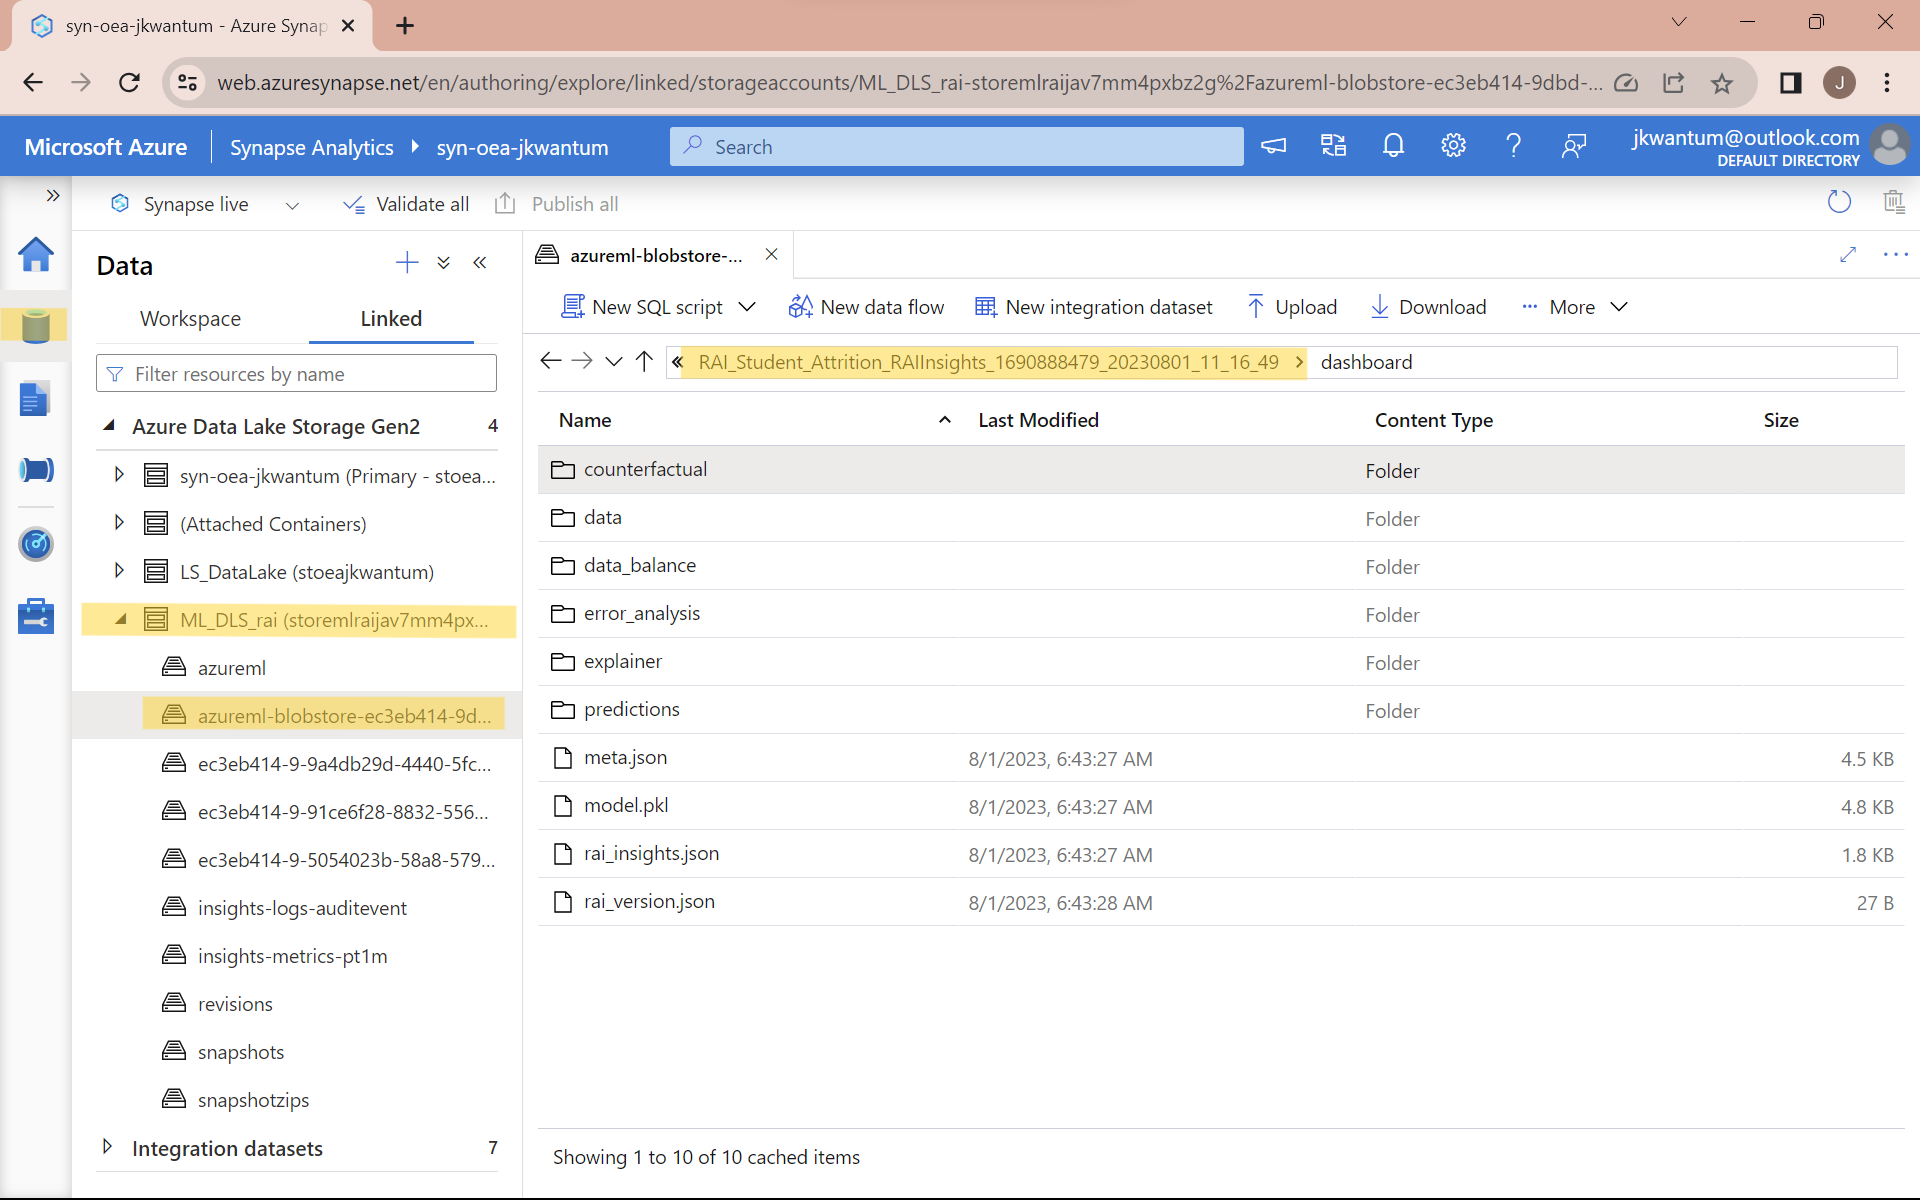 syn-oea-jkwantum - Azure Synap
web.azuresynapse.net/en/authoring/explore/linked/storageaccounts/ML_DLS_rai-storemlraijav7mm4pxbz2g%2Fazureml-blobstore-ec3eb414-9dbd-...
J
Microsoft Azure
Synapse Analytics
syn-oea-jkwantum
Search
jkwantum@outlook.com
DEFAULT DIRECTORY
Synapse live
Validate all
Publish all
Data
Workspace
Linked
Filter resources by name
Azure Data Lake Storage Gen2 4
syn-oea-jkwantum (Primary - stoea...
(Attached Containers)
LS_DataLake (stoeajkwantum)
ML_DLS_rai (storemlraijav7mm4px...
azureml
azureml-blobstore-ec3eb414-9d...
ec3eb414-9-9a4db29d-4440-5fc...
ec3eb414-9-91ce6f28-8832-556...
ec3eb414-9-5054023b-58a8-579...
insights-logs-auditevent
insights-metrics-pt1m
revisions
snapshots
snapshotzips
Integration datasets 7
azureml-blobstore-...
New SQL script
New data flow
New integration dataset
Upload
Download
More
« RAI_Student_Attrition_RAIInsights_1690888479_20230801_11_16_49 > dashboard
Name Last Modified Content Type Size
counterfactual Folder
data Folder
data_balance Folder
error_analysis Folder
explainer Folder
predictions Folder
meta.json 8/1/2023, 6:43:27 AM 4.5 KB
model.pkl 8/1/2023, 6:43:27 AM 4.8 KB
rai_insights.json 8/1/2023, 6:43:27 AM 1.8 KB
rai_version.json 8/1/2023, 6:43:28 AM 27 B
Showing 1 to 10 of 10 cached items